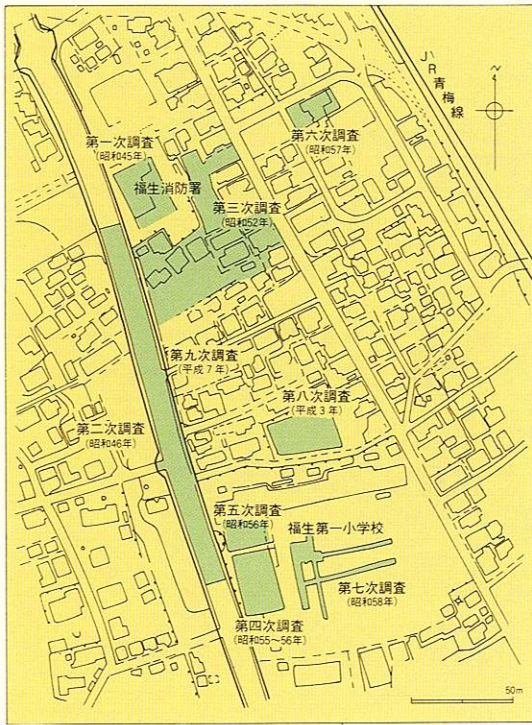 JR青梅線
N
第一次調査
(昭和45年)
福生消防署
第六次調査
(昭和57年)
第三次調査
(昭和52年)
第九次調査
(平成7年)
第二次調査
(昭和46年)
第八次調査
(平成3年)
第五次調査
(昭和56年)
福生第一小学校
第七次調査
(昭和58年)
第四次調査
(昭和55〜56年)
50m